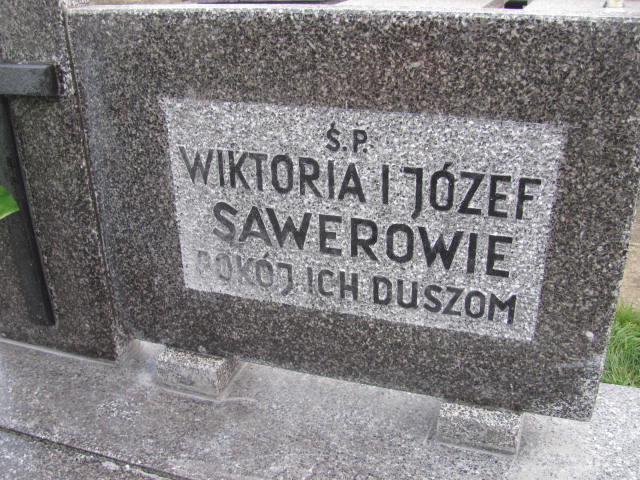 Ś.P.
WIKTORIA I JÓZEF
SAWEROWIE
POKÓJ ICH DUSZOM